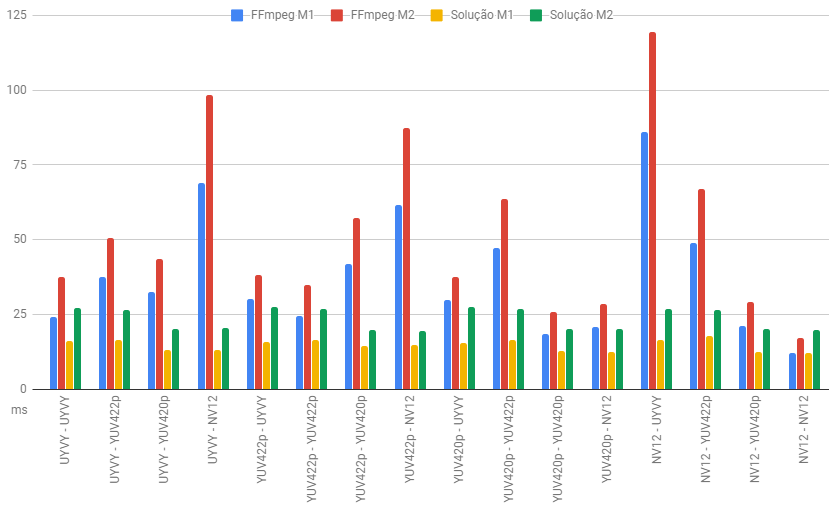 FFmpeg M1 FFmpeg M2 Solução M1 Solução M2
125
100
75
50
25
0
ms
UYVY - UYVY
UYVY - YUV422p
UYVY - YUV420p
UYVY - NV12
YUV422p - UYVY
YUV422p - YUV422p
YUV422p - YUV420p
YUV422p - NV12
YUV420p - UYVY
YUV420p - YUV422p
YUV420p - YUV420p
YUV420p - NV12
NV12 - UYVY
NV12 - YUV422p
NV12 - YUV420p
NV12 - NV12